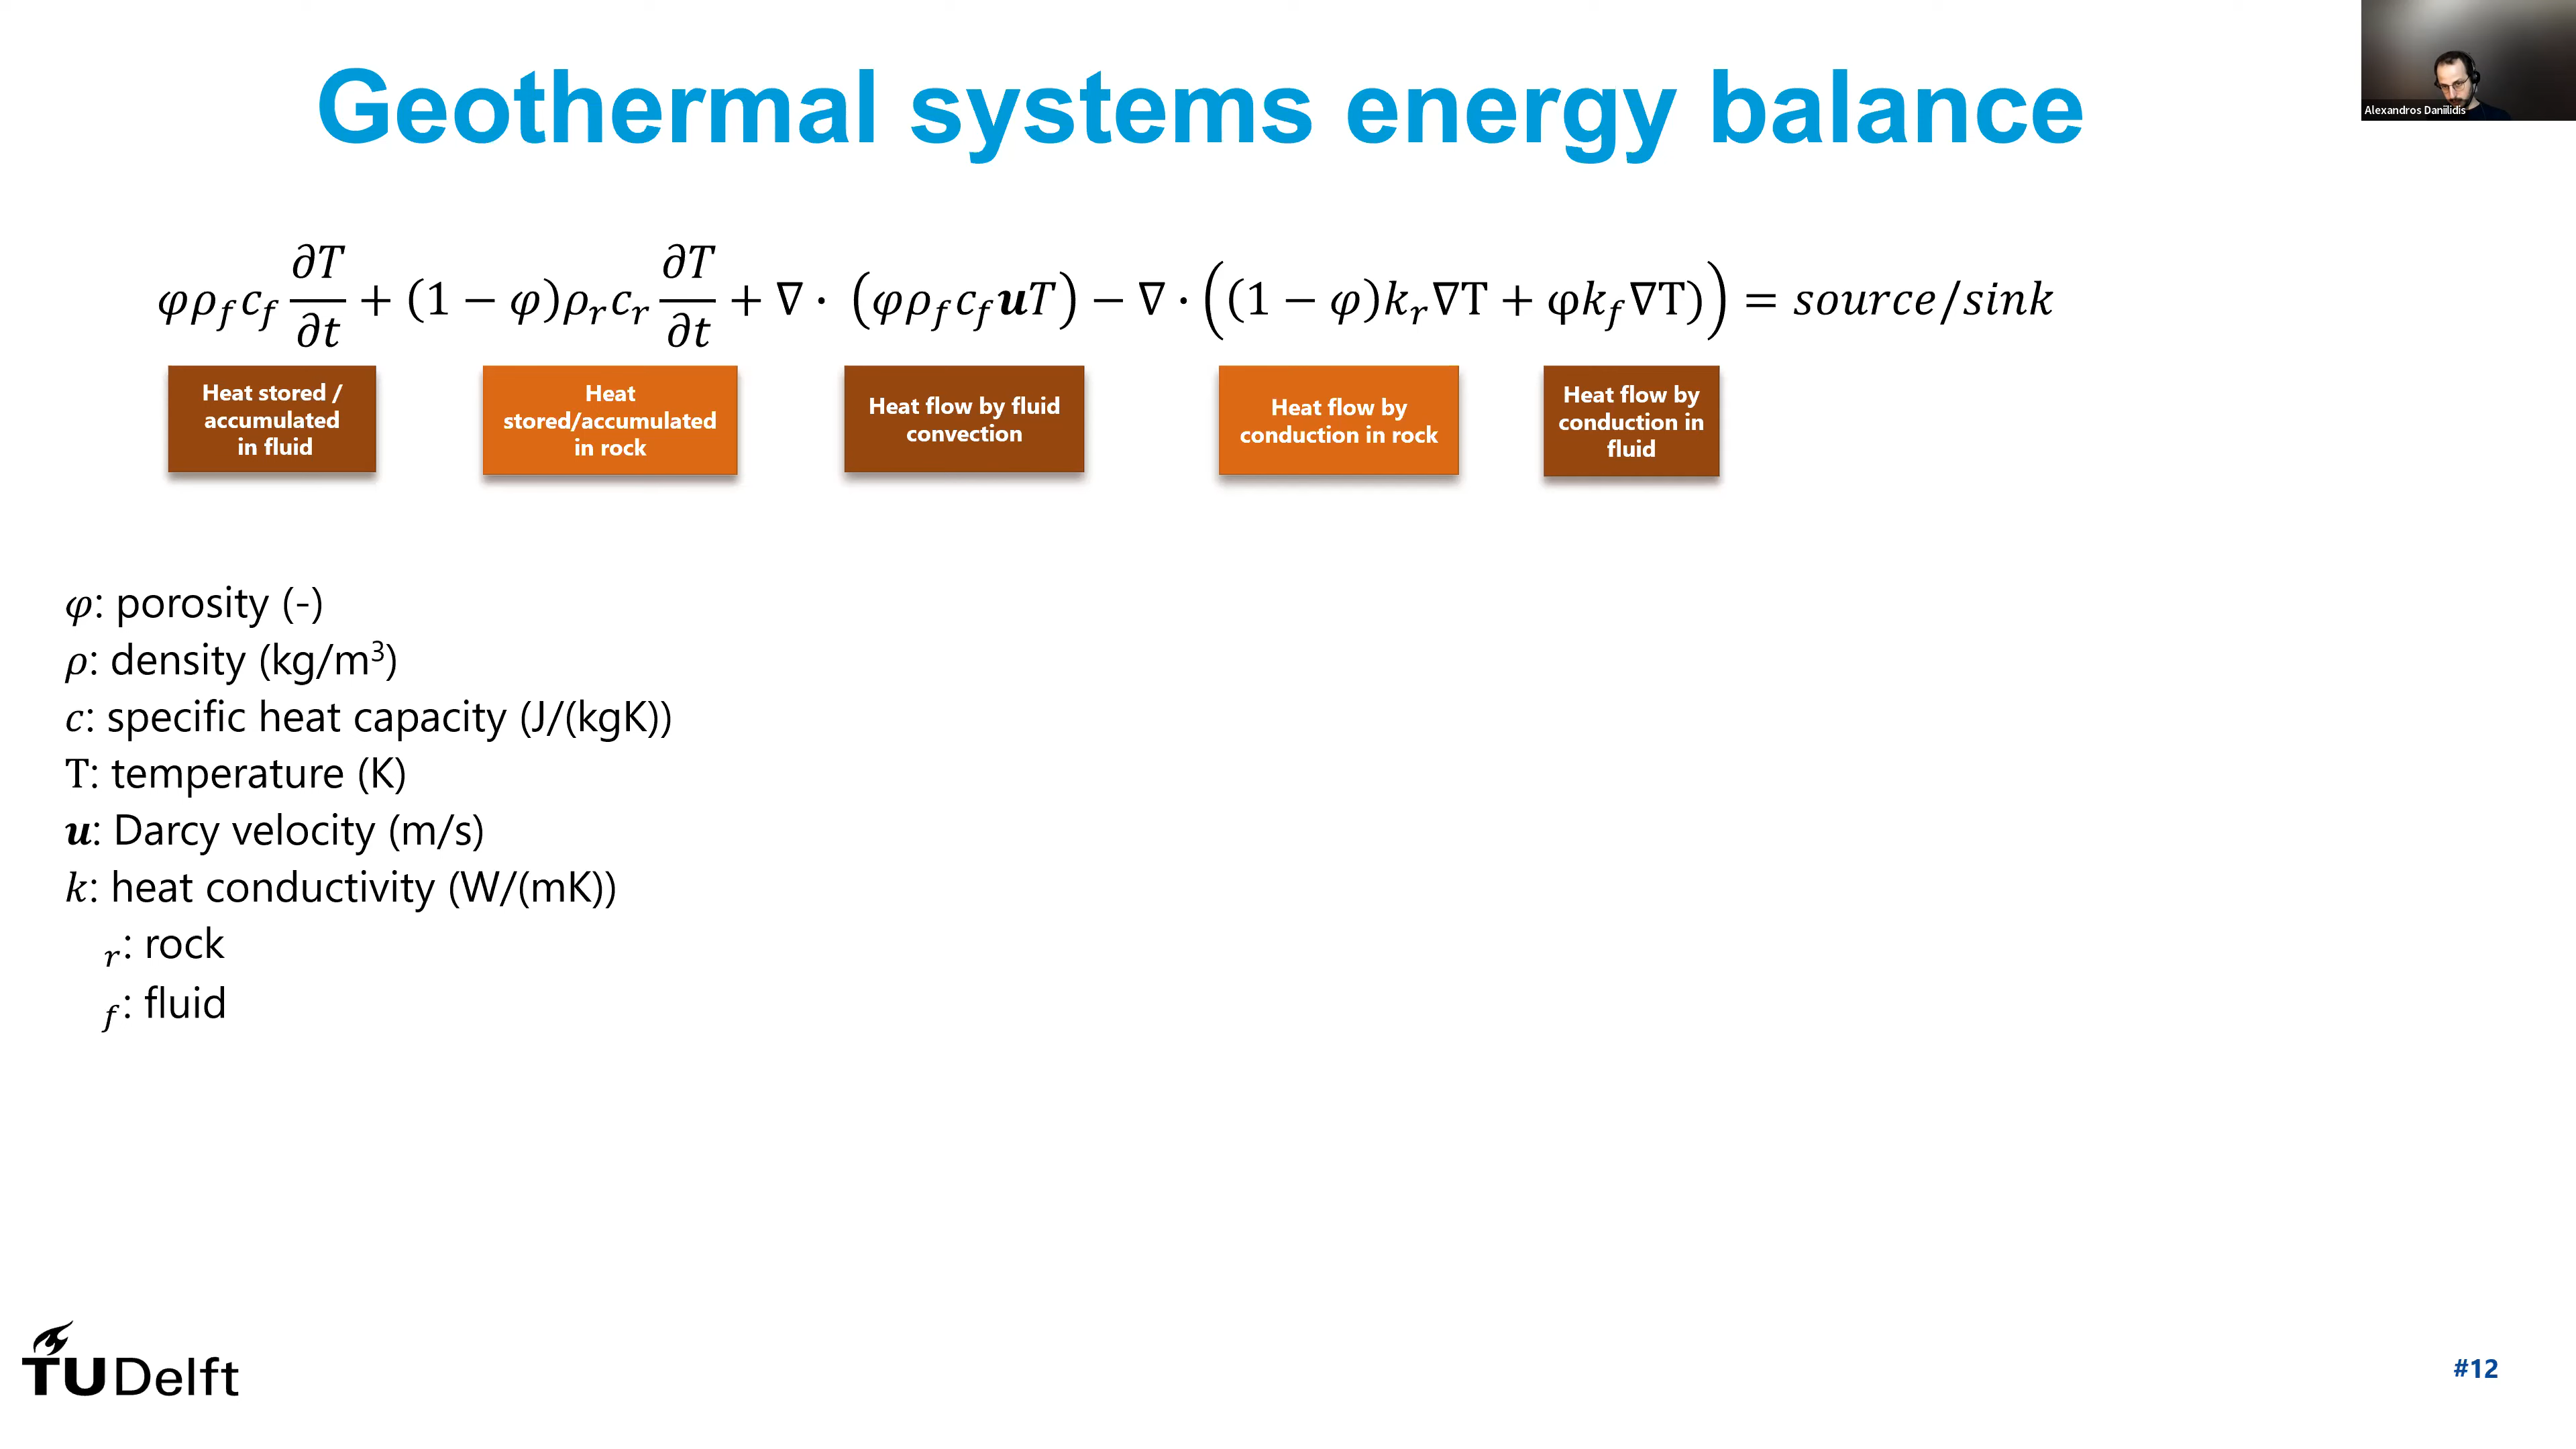 Geothermal systems energy balance
Alexandros Daniilidis
φρ_f c_f ∂T/∂t + (1 − φ)ρ_r c_r ∂T/∂t + ∇ · (φρ_f c_f 𝒖T) − ∇ · ((1 − φ)k_r ∇T + φk_f ∇T)) = source/sink
Heat stored /
accumulated
in fluid
Heat
stored/accumulated
in rock
Heat flow by fluid
convection
Heat flow by
conduction in rock
Heat flow by
conduction in
fluid
φ: porosity (-)
ρ: density (kg/m³)
c: specific heat capacity (J/(kgK))
T: temperature (K)
𝒖: Darcy velocity (m/s)
k: heat conductivity (W/(mK))
r: rock
f: fluid
TUDelft
#12